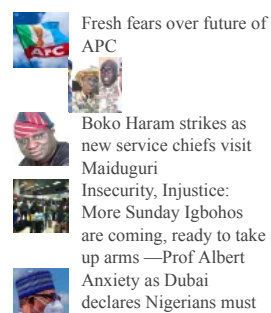 Fresh fears over future of
APC
APC
Boko Haram strikes as
new service chiefs visit
Maiduguri
Insecurity, Injustice:
More Sunday Igbohos
are coming, ready to take
up arms —Prof Albert
Anxiety as Dubai
declares Nigerians must